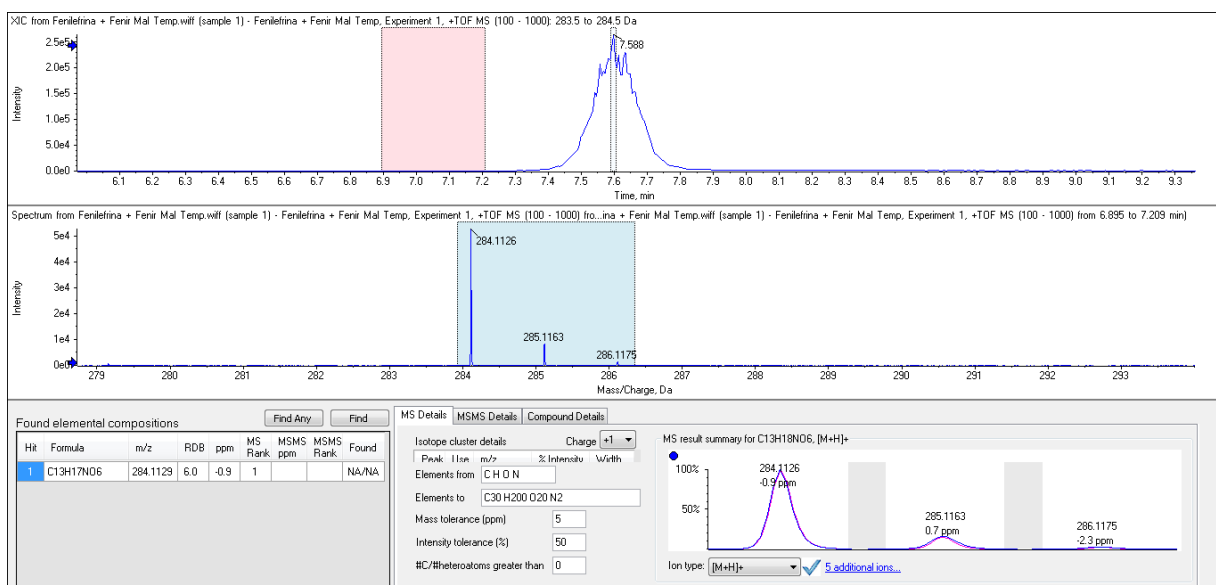 XIC from Fenilefrina + Fenir Mal Temp.wiff (sample 1) - Fenilefrina + Fenir Mal Temp, Experiment 1, +TOF MS (100 - 1000): 283.5 to 284.5 Da
7.588
2.5e5
2.0e5
1.5e5
1.0e5
5.0e4
0.0e0
Intensity
6.1 6.2 6.3 6.4 6.5 6.6 6.7 6.8 6.9 7.0 7.1 7.2 7.3 7.4 7.5 7.6 7.7 7.8 7.9 8.0 8.1 8.2 8.3 8.4 8.5 8.6 8.7 8.8 8.9 9.0 9.1 9.2 9.3
Time, min
Spectrum from Fenilefrina + Fenir Mal Temp.wiff (sample 1) - Fenilefrina + Fenir Mal Temp, Experiment 1, +TOF MS (100 - 1000) fro...ina + Fenir Mal Temp, Experiment 1, +TOF MS (100 - 1000) from 6.895 to 7.209 min)
5e4
4e4
3e4
2e4
1e4
0e0
Intensity
284.1126
285.1163
286.1175
279 280 281 282 283 284 285 286 287 288 289 290 291 292 293
Mass/Charge, Da
Found elemental compositions
Find Any
Find
Hit Formula m/z RDB ppm MS Rank MSMS ppm MSMS Rank Found
1 C13H17NO6 284.1129 6.0 -0.9 1 NA/NA
MS Details MSMS Details Compound Details
Isotope cluster details Charge +1
Peak Use m/z % Intensity Width
Elements from C H O N
Elements to C30 H200 O20 N2
Mass tolerance (ppm) 5
Intensity tolerance (%) 50
#C/#heteroatoms greater than 0
MS result summary for C13H18NO6, [M+H]+
100%
50%
284.1126
-0.9 ppm
285.1163
0.7 ppm
286.1175
-2.3 ppm
Ion type: [M+H]+ 5 additional ions...